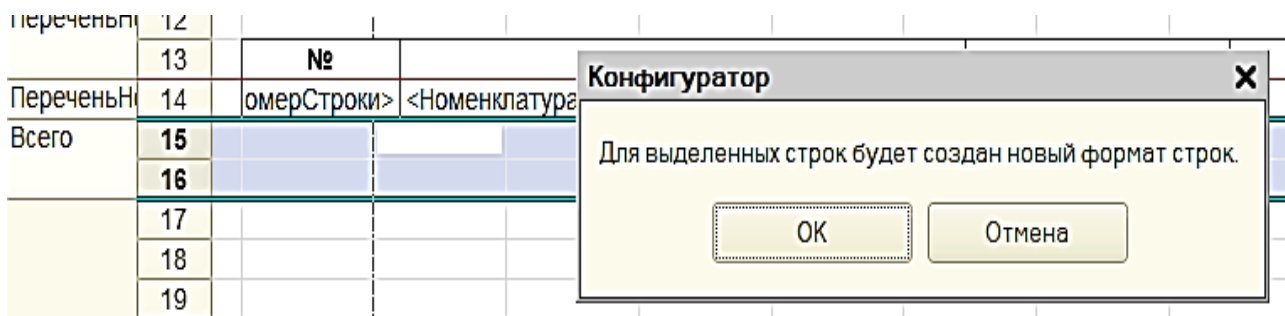 ПереченьН 12
13 №
ПереченьН 14 омерСтроки> <Номенклатура
Всего 15
16
17
18
19
Конфигуратор
Для выделенных строк будет создан новый формат строк.
OK Отмена